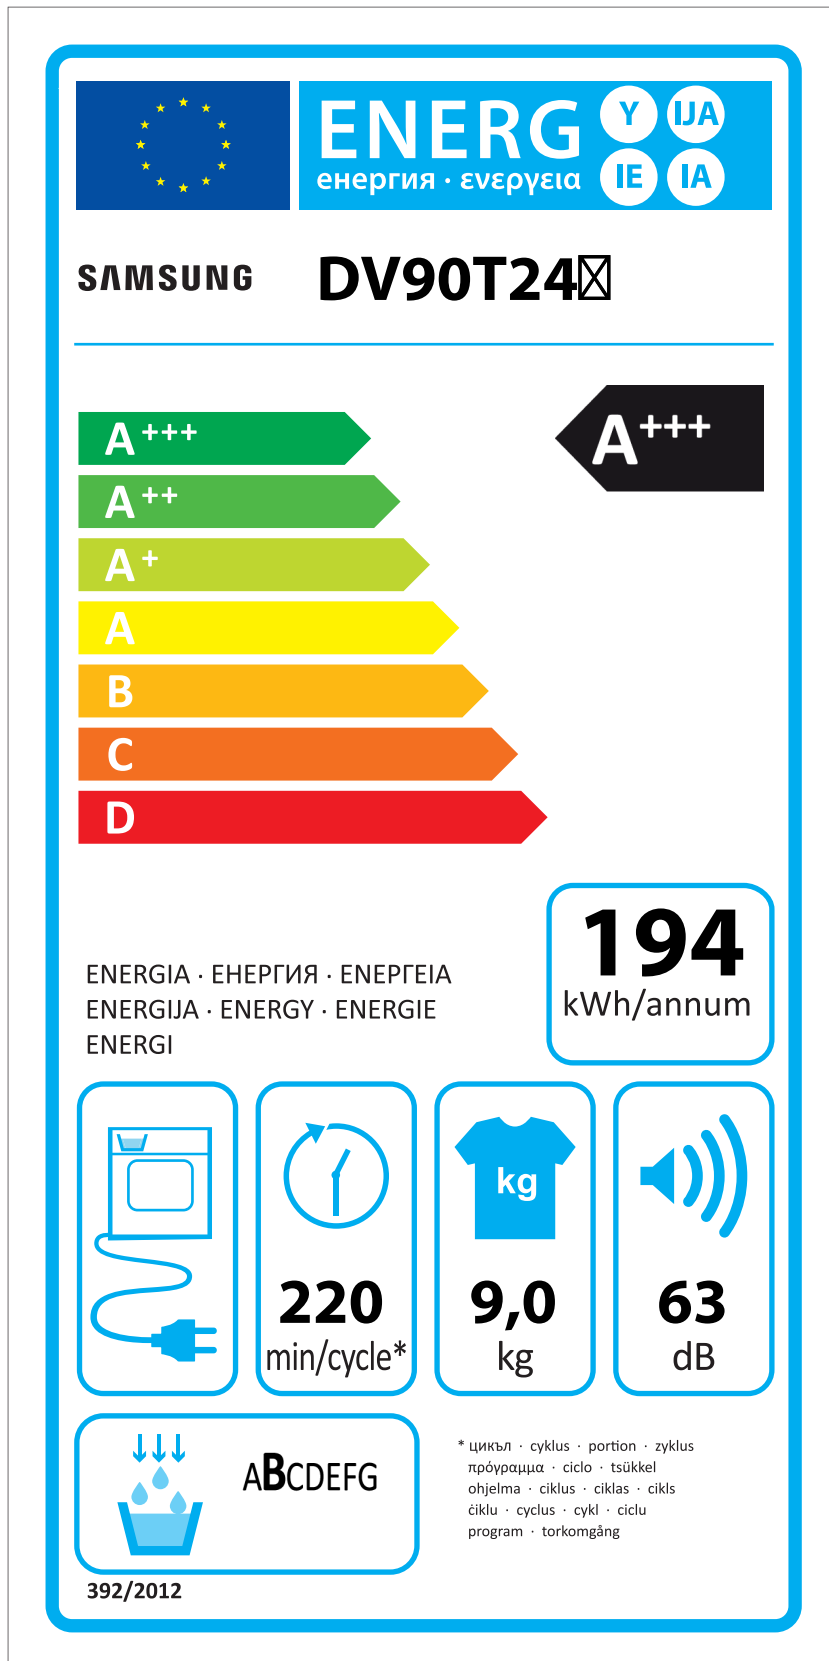 ENERG Y IJA
енергия · ενεργεια IE IA
SAMSUNG DV90T24
A+++
A+++
A++
A+
A
B
C
D
194
kWh/annum
ENERGIA · ЕНЕРГИЯ · ΕΝΕΡΓΕΙΑ
ENERGIJA · ENERGY · ENERGIE
ENERGI
kg
220
min/cycle*
9,0
kg
63
dB
ABCDEFG
* цикъл · cyklus · portion · zyklus
πρόγραμμα · ciclo · tsükkel
ohjelma · ciklus · ciklas · cikls
ċiklu · cyclus · cykl · ciclu
program · torkomgång
392/2012